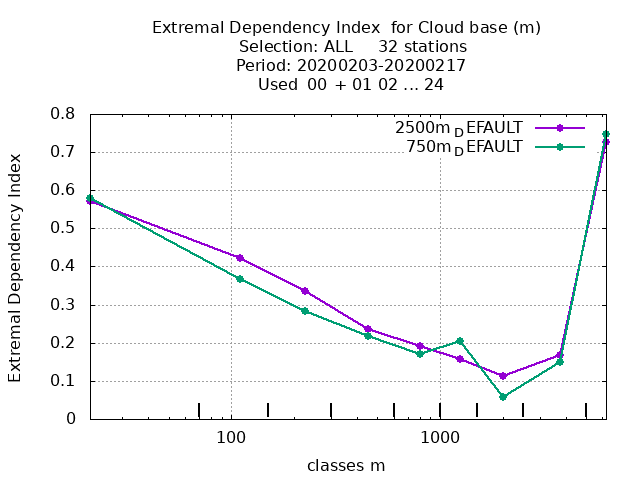 Extremal Dependency Index  for Cloud base (m)
Selection: ALL     32 stations
Period: 20200203-20200217
Used  00  + 01 02 ... 24
2500m_DEFAULT
750m_DEFAULT
0.8
0.7
0.6
0.5
0.4
0.3
0.2
0.1
0
Extremal Dependency Index
100
1000
classes m